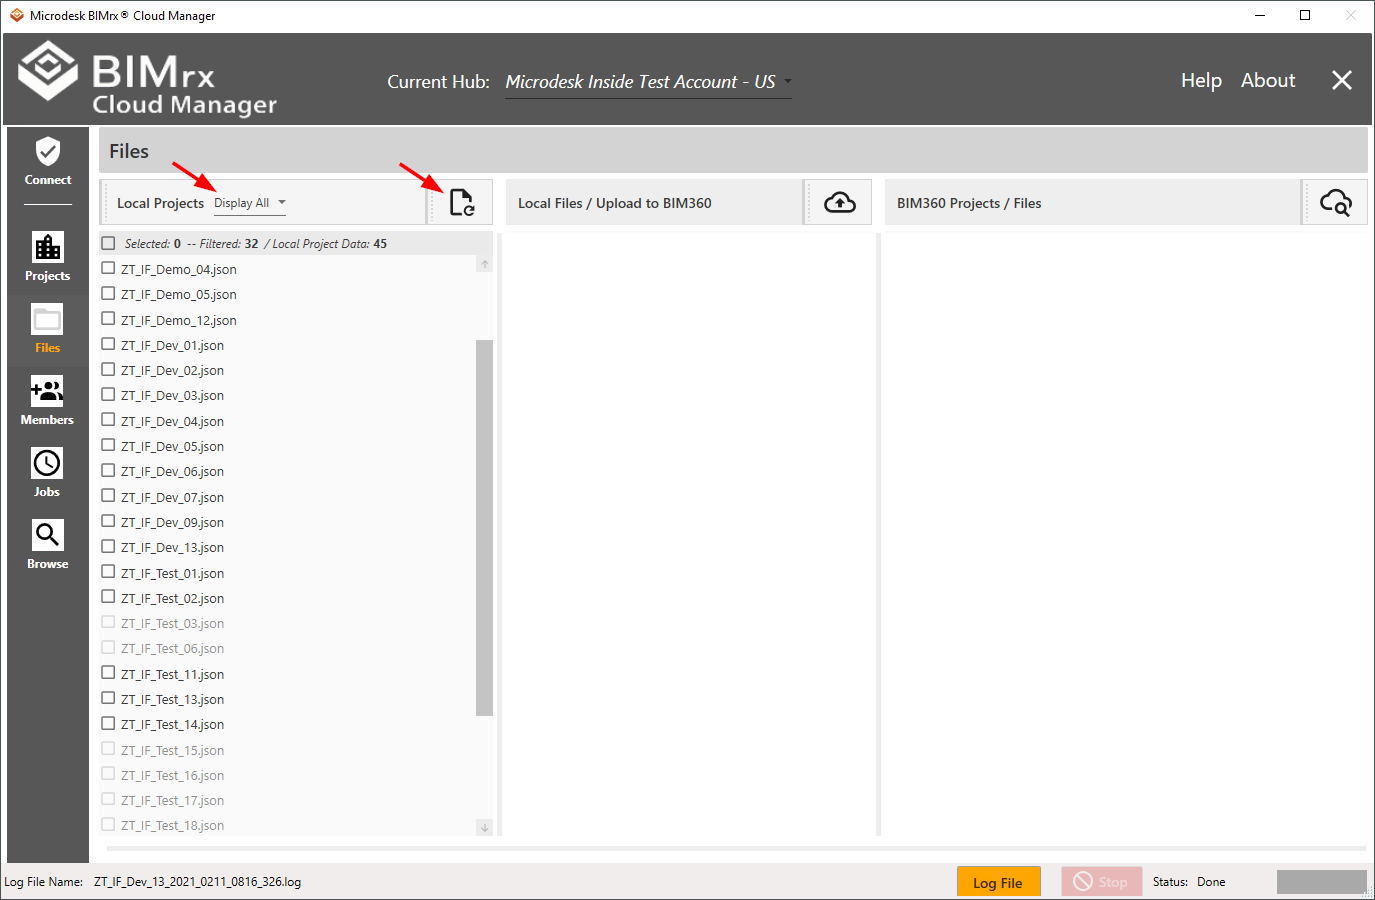 Microdesk BIMrx® Cloud Manager
BIMrx
Cloud Manager
Current Hub: Microdesk Inside Test Account - US
Help About
Connect
Projects
Files
Members
Jobs
Browse
Files
Local Projects Display All
Local Files / Upload to BIM360
BIM360 Projects / Files
Selected: 0 -- Filtered: 32 / Local Project Data: 45
ZT_IF_Demo_04.json
ZT_IF_Demo_05.json
ZT_IF_Demo_12.json
ZT_IF_Dev_01.json
ZT_IF_Dev_02.json
ZT_IF_Dev_03.json
ZT_IF_Dev_04.json
ZT_IF_Dev_05.json
ZT_IF_Dev_06.json
ZT_IF_Dev_07.json
ZT_IF_Dev_09.json
ZT_IF_Dev_13.json
ZT_IF_Test_01.json
ZT_IF_Test_02.json
ZT_IF_Test_03.json
ZT_IF_Test_06.json
ZT_IF_Test_11.json
ZT_IF_Test_13.json
ZT_IF_Test_14.json
ZT_IF_Test_15.json
ZT_IF_Test_16.json
ZT_IF_Test_17.json
ZT_IF_Test_18.json
Log File Name: ZT_IF_Dev_13_2021_0211_0816_326.log
Log File
Stop
Status: Done